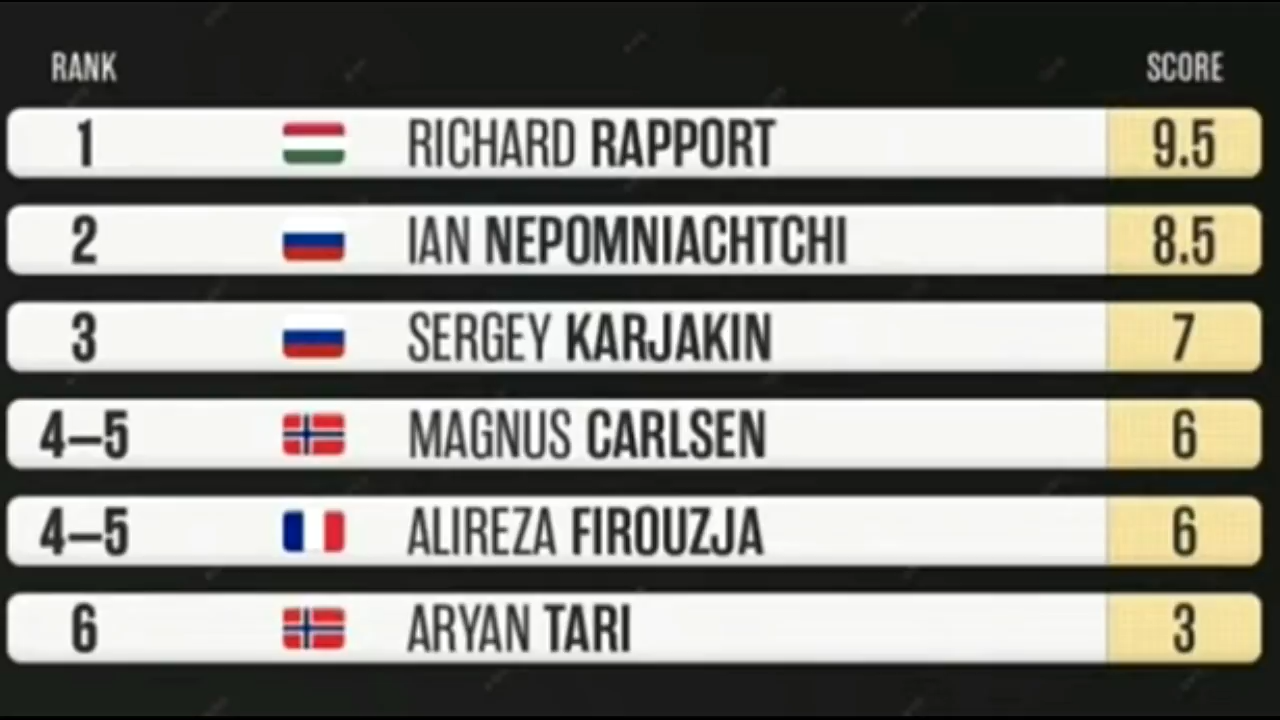 RANK SCORE
1 RICHARD RAPPORT 9.5
2 IAN NEPOMNIACHTCHI 8.5
3 SERGEY KARJAKIN 7
4–5 MAGNUS CARLSEN 6
4–5 ALIREZA FIROUZJA 6
6 ARYAN TARI 3